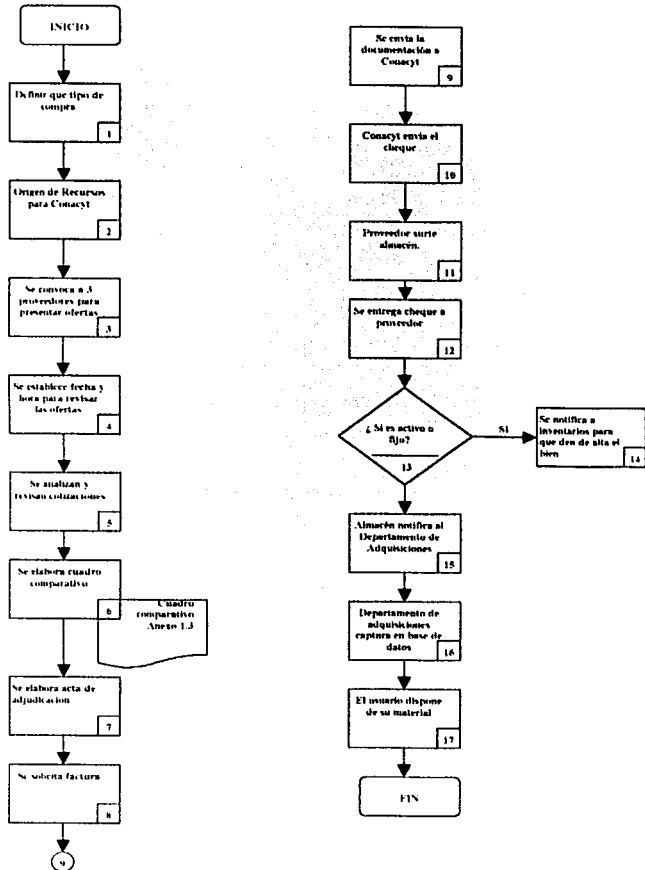 INICIO
Definir que tipo de
compra
1
Origen de Recursos
para Conacyt
2
Se convoca a 3
proveedores para
presentar ofertas
3
Se establece fecha y
hora para revisar
las ofertas
4
Se analizan y
revisan cotizaciones
5
Se elabora cuadro
comparativo
6
Cuadro
comparativo
Anexo 1.3
Se elabora acta de
adjudicación
7
Se solicita factura
8
9
Se envía la
documentación a
Conacyt
9
Conacyt envía el
cheque
10
Proveedor surte
almacén.
11
Se entrega cheque a
proveedor
12
¿ Si es activo o
fijo?
13
SI
Se notifica a
inventarios para
que den de alta el
bien
14
Almacén notifica al
Departamento de
Adquisiciones
15
Departamento de
adquisiciones
captura en base de
datos
16
El usuario dispone
de su material
17
FIN